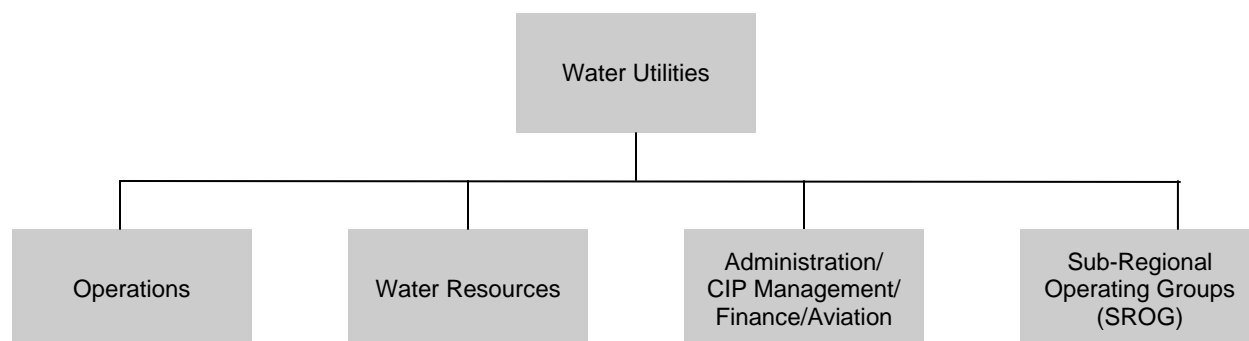 Water Utilities
Operations
Water Resources
Administration/
CIP Management/
Finance/Aviation
Sub-Regional
Operating Groups
(SROG)